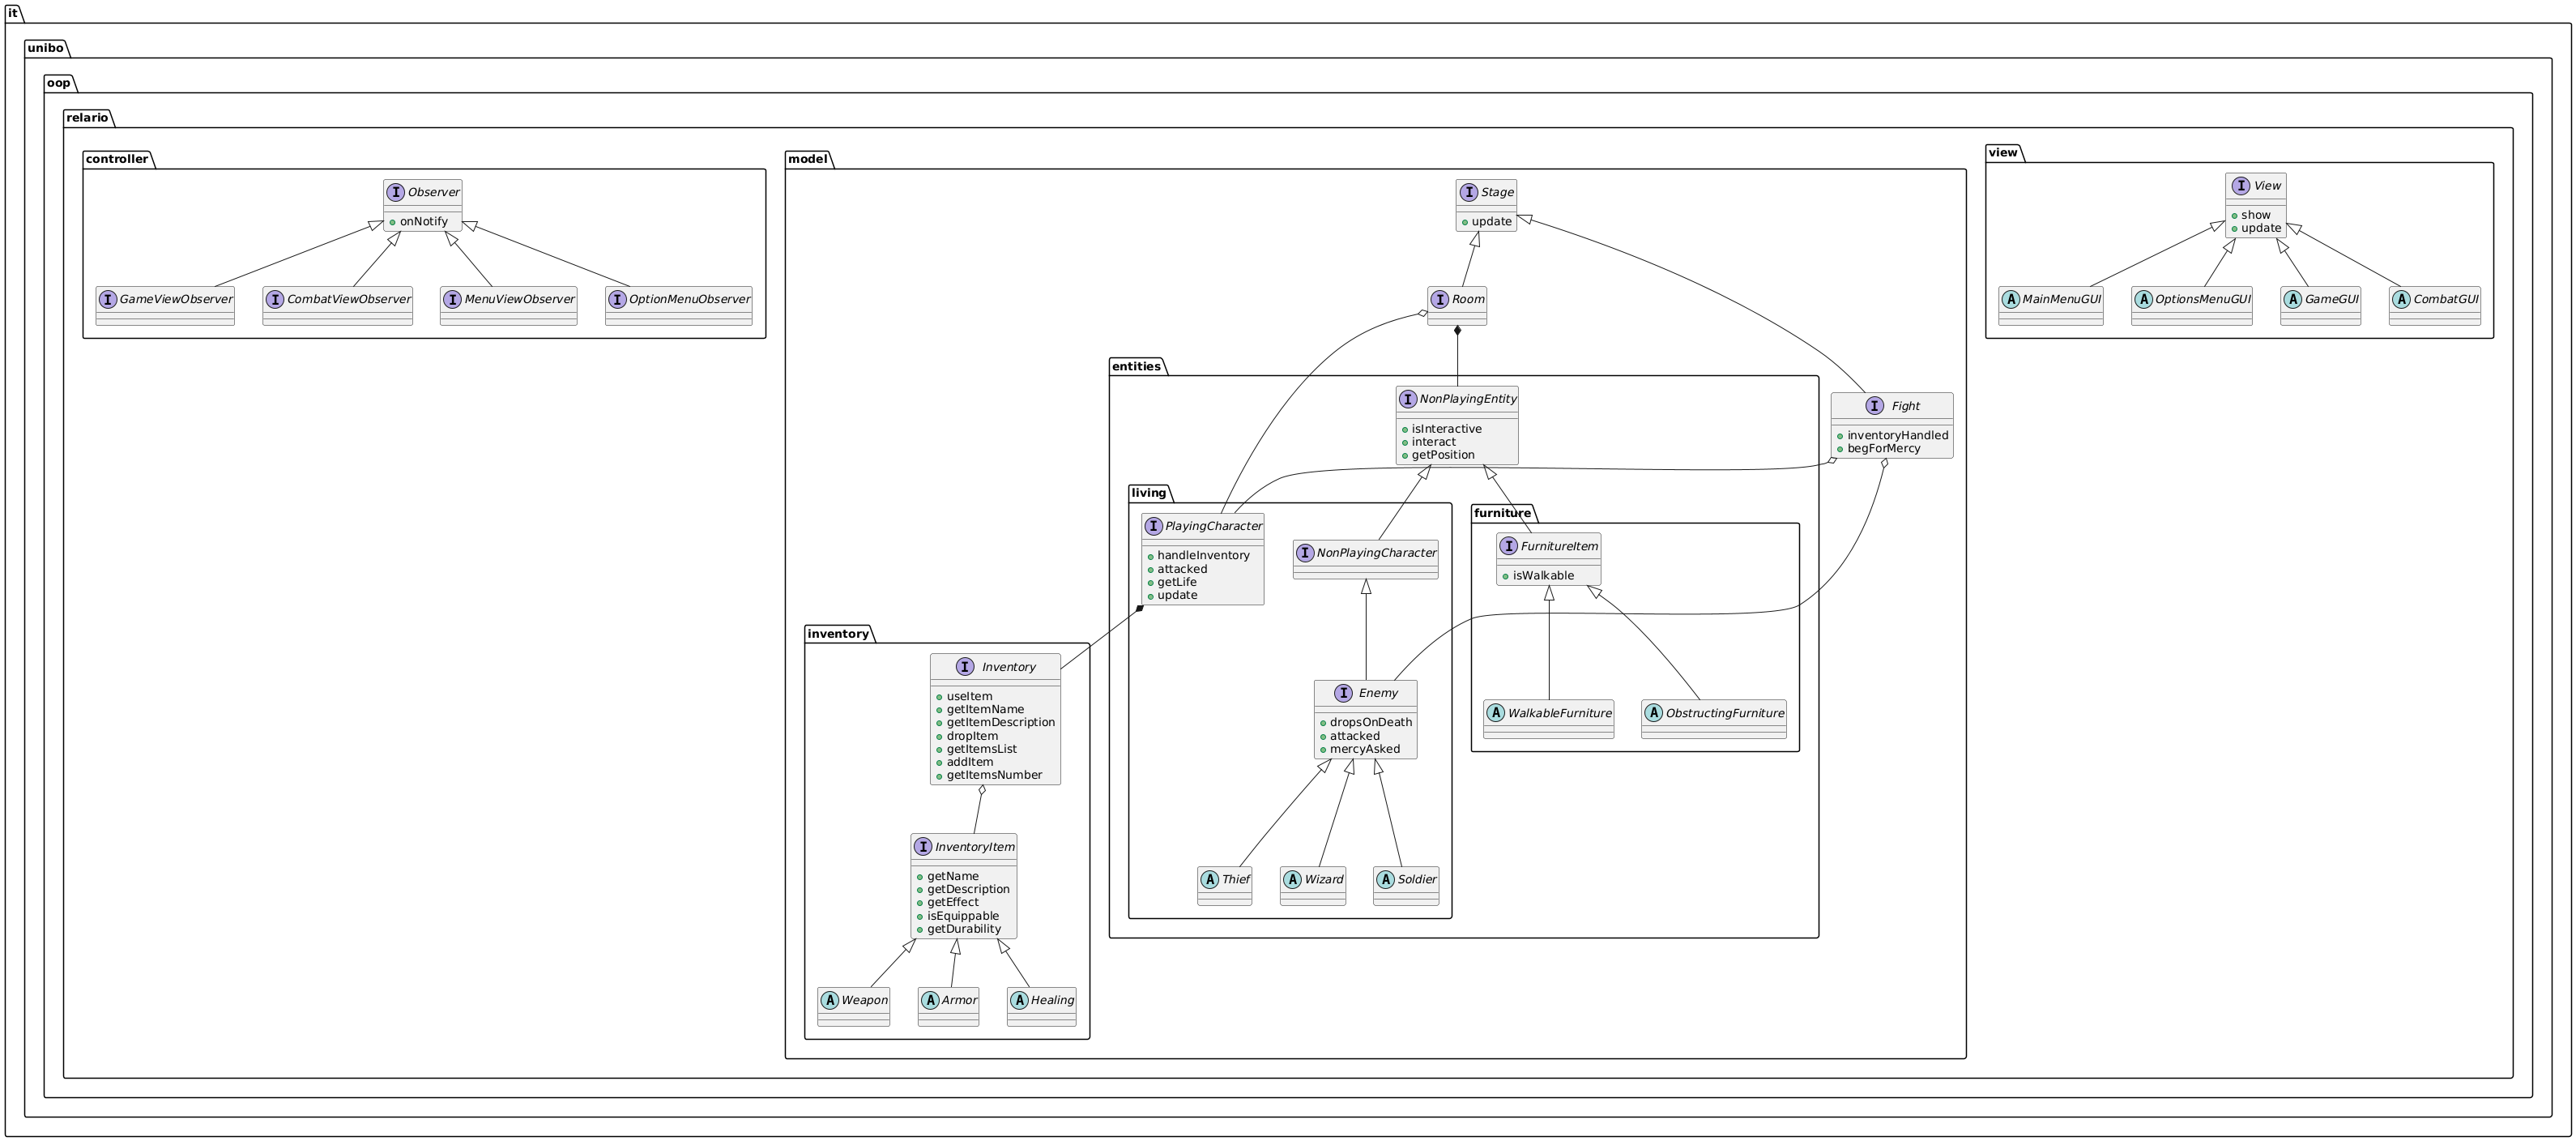 it
unibo
oop
relario
controller
I Observer
onNotify
I GameViewObserver
I CombatViewObserver
I MenuViewObserver
I OptionMenuObserver
model
I Stage
update
I Room
entities
I NonPlayingEntity
isInteractive
interact
getPosition
I Fight
inventoryHandled
begForMercy
living
I PlayingCharacter
handleInventory
attacked
getLife
update
I NonPlayingCharacter
I Enemy
dropsOnDeath
attacked
mercyAsked
A Thief
A Wizard
A Soldier
furniture
I FurnitureItem
isWalkable
A WalkableFurniture
A ObstructingFurniture
inventory
I Inventory
useItem
getItemName
getItemDescription
dropItem
getItemsList
addItem
getItemsNumber
I InventoryItem
getName
getDescription
getEffect
isEquippable
getDurability
A Weapon
A Armor
A Healing
view
I View
show
update
A MainMenuGUI
A OptionsMenuGUI
A GameGUI
A CombatGUI